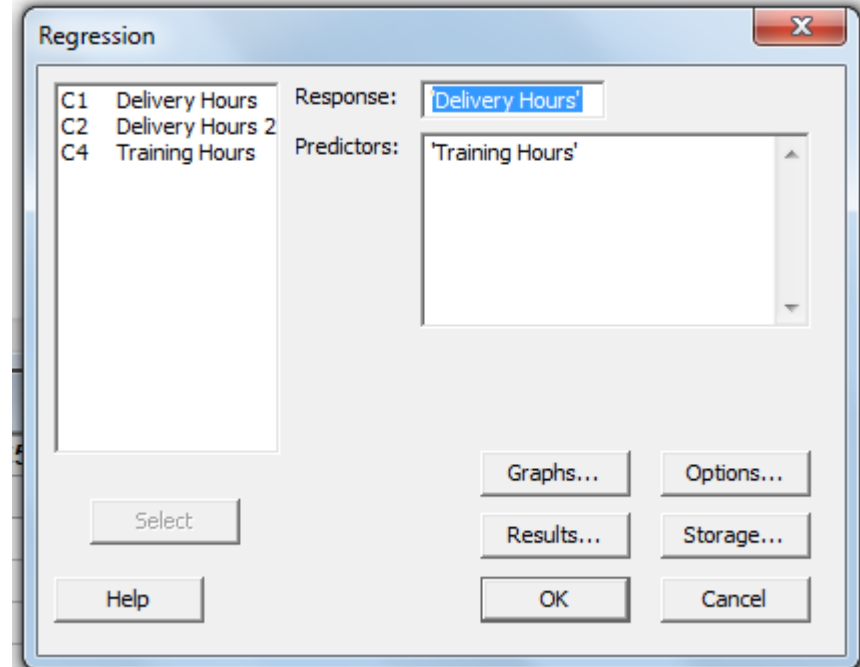 Regression
C1 Delivery Hours
C2 Delivery Hours 2
C4 Training Hours
Response: 'Delivery Hours'
Predictors: 'Training Hours'
Graphs... Options...
Select
Results... Storage...
Help OK Cancel